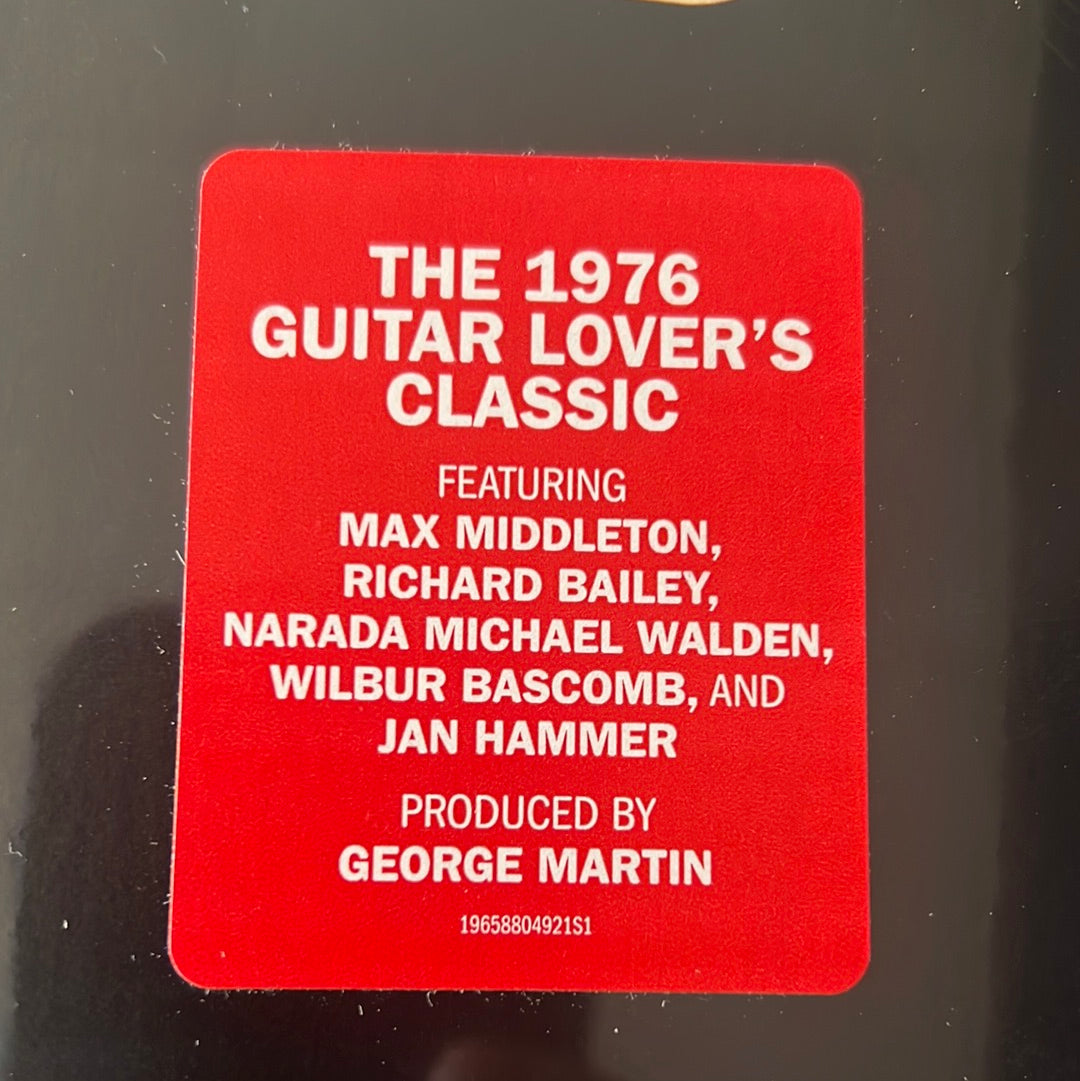 THE 1976
GUITAR LOVER'S
CLASSIC
FEATURING
MAX MIDDLETON,
RICHARD BAILEY,
NARADA MICHAEL WALDEN,
WILBUR BASCOMB, AND
JAN HAMMER
PRODUCED BY
GEORGE MARTIN
19658804921S1